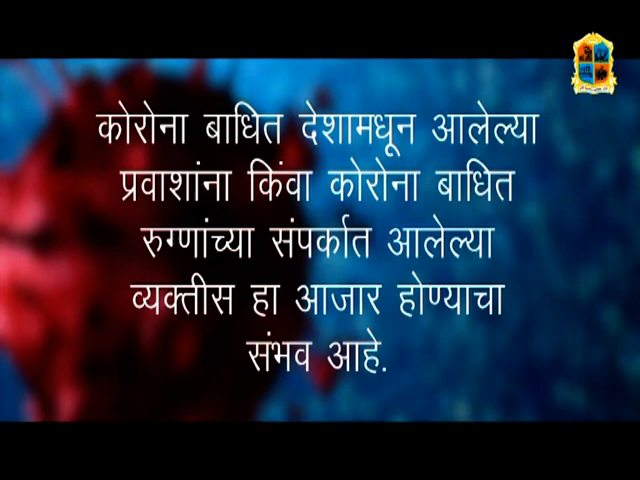 कोरोना बाधित देशामधून आलेल्या
प्रवाशांना किंवा कोरोना बाधित
रुग्णांच्या संपर्कात आलेल्या
व्यक्तीस हा आजार होण्याचा
संभव आहे.